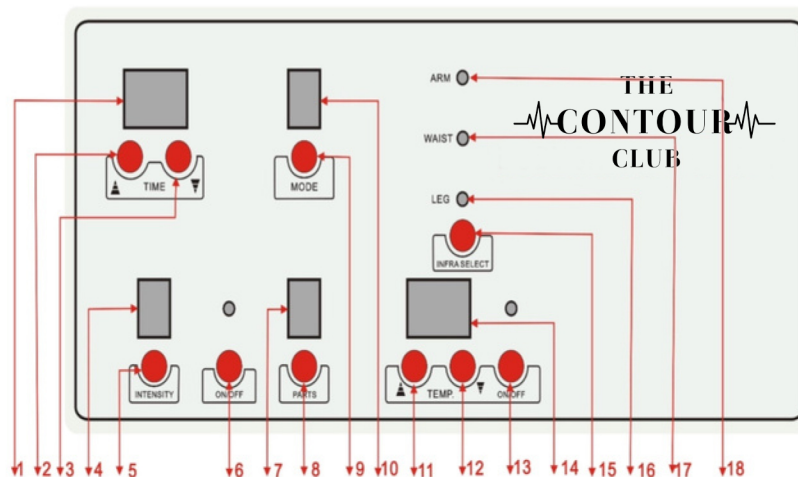 ARM
THE
CONTOUR
WAIST
CLUB
TIME
MODE
LEG
INFRA SELECT
INTENSITY
ON/OFF
PARTS
TEMP.
ON/OFF
1 2 3 4 5 6 7 8 9 10 11 12 13 14 15 16 17 18